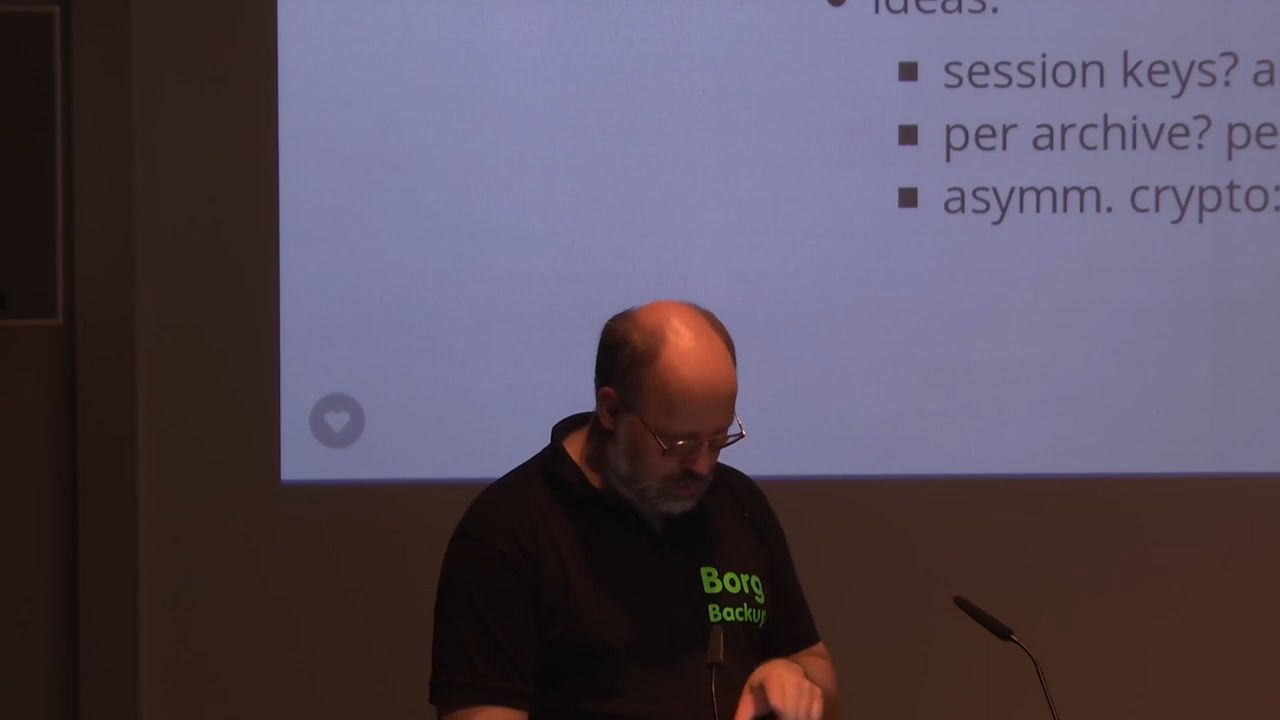 ideas:
session keys? a
per archive? pe
asymm. crypto:
Borg
Backup